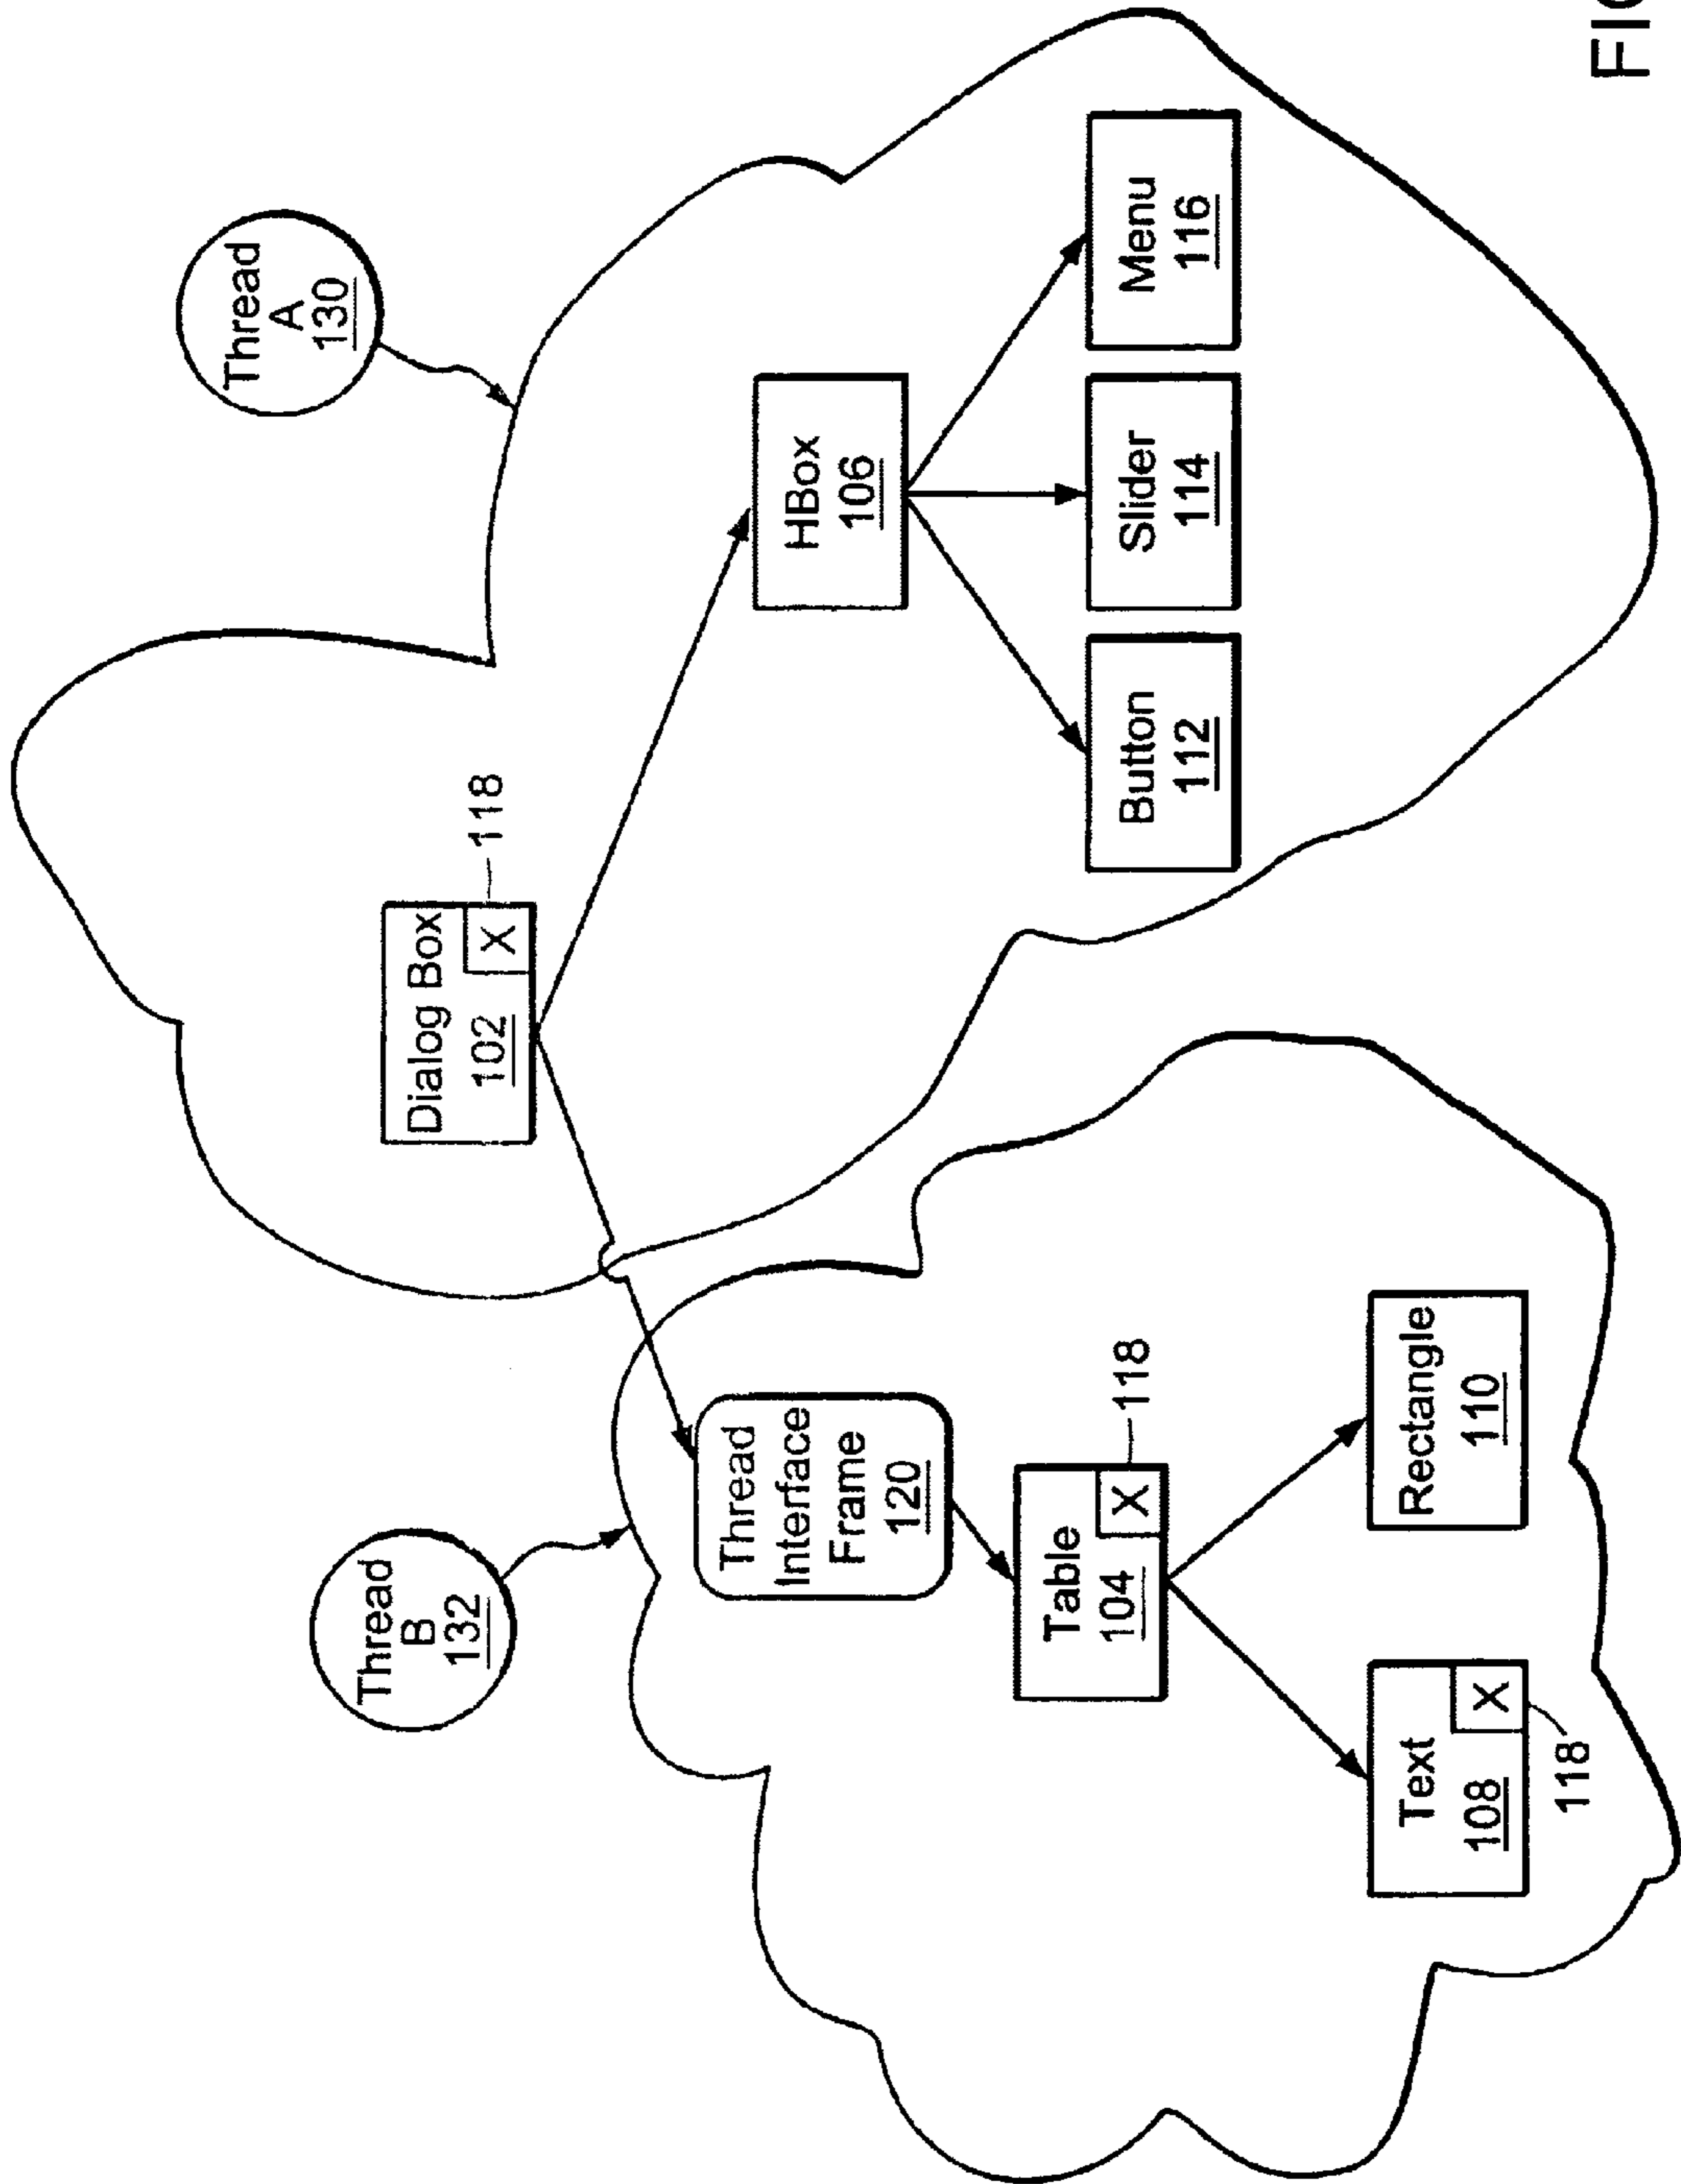 Thread
A
130
Thread
B
132
Dialog Box
102
X
118
HBox
106
Thread
Interface
Frame
120
Button
112
Slider
114
Menu
116
Table
104
X
118
Text
108
X
118
Rectangle
110